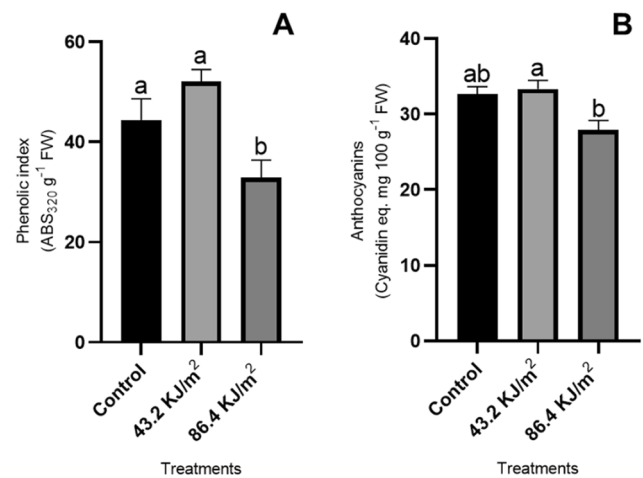 A
60
40
20
0
Phenolic index
(ABS₃₂₀ g⁻¹ FW)
a
a
b
Control
43.2 KJ/m²
86.4 KJ/m²
Treatments
B
40
30
20
10
0
Anthocyanins
(Cyanidin eq. mg 100 g⁻¹ FW)
ab
a
b
Control
43.2 KJ/m²
86.4 KJ/m²
Treatments